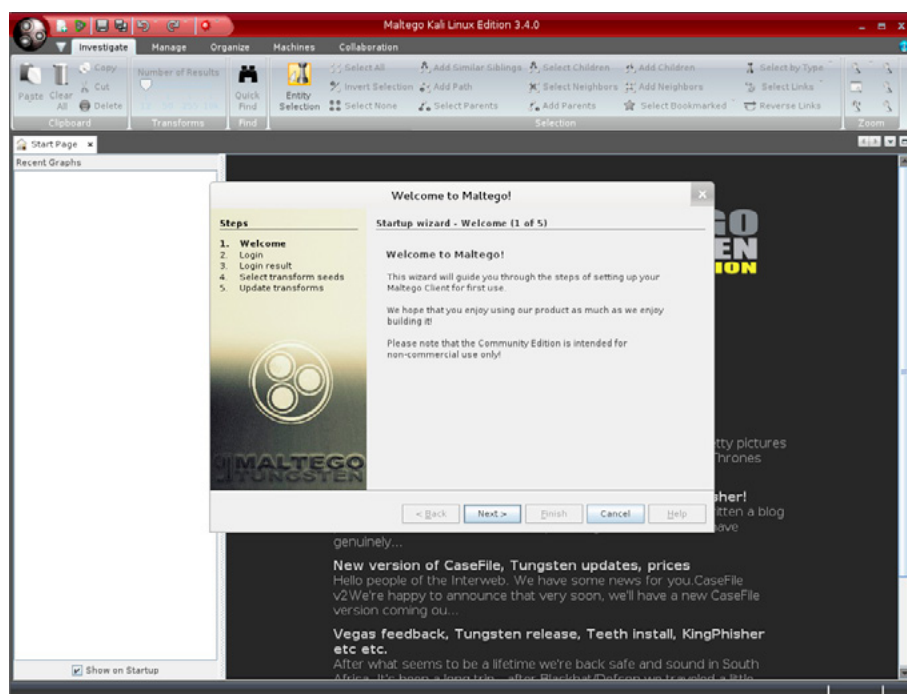 Maltego Kali Linux Edition 3.4.0
Investigate Manage Organize Machines Collaboration
Paste Clear All Copy Cut Delete
Clipboard
Number of Results
Transforms
Quick Find
Find
Entity Selection
Select All Add Similar Siblings Select Children Add Children Select by Type
Invert Selection Add Path Select Neighbors Add Neighbors Select Links
Select None Select Parents Add Parents Select Bookmarked Reverse Links
Selection
Zoom
Start Page
Recent Graphs
Welcome to Maltego!
Steps
1. Welcome
2. Login
3. Login result
4. Select transform seeds
5. Update transforms
MALTEGO
TUNGSTEN
Startup wizard - Welcome (1 of 5)
Welcome to Maltego!
This wizard will guide you through the steps of setting up your
Maltego Client for first use.
We hope that you enjoy using our product as much as we enjoy
building it!
Please note that the Community Edition is intended for
non-commercial use only!
< Back Next > Finish Cancel Help
GO
EN
ION
tty pictures
Thrones
sher!
itten a blog
ave
genuinely...
New version of CaseFile, Tungsten updates, prices
Hello people of the Interweb. We have some news for you.CaseFile
v2We're happy to announce that very soon, we'll have a new CaseFile
version coming ou...
Vegas feedback, Tungsten release, Teeth install, KingPhisher
etc etc.
After what seems to be a lifetime we're back safe and sound in South
Show on Startup